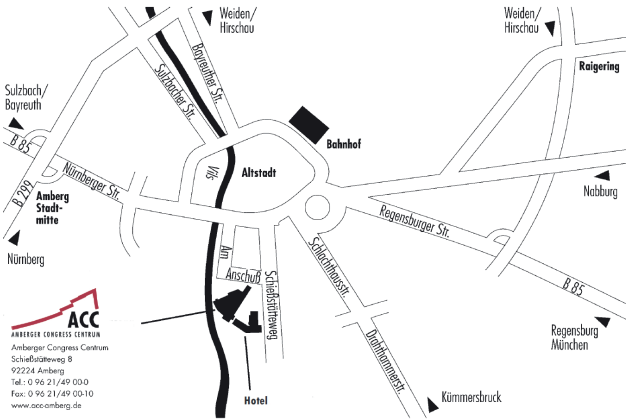 Weiden/
Hirschau
Weiden/
Hirschau
Bayreuther Str.
Sulzbacher Str.
Raigering
Sulzbach/
Bayreuth
B 85
Bahnhof
Nürnberger Str.
Vils
Altstadt
B 299
Amberg
Stadt-
mitte
Nabburg
Regensburger Str.
Nürnberg
Am
Anschuß
Schießstätteweg
Schlachthausstr.
B 85
ACC
AMBERGER CONGRESS CENTRUM
Regensburg
München
Amberger Congress Centrum
Schießstätteweg 8
92224 Amberg
Tel.: 0 96 21/49 00-0
Fax: 0 96 21/49 00-10
www.acc-amberg.de
Drahthammerstr.
Hotel
Kümmersbruck